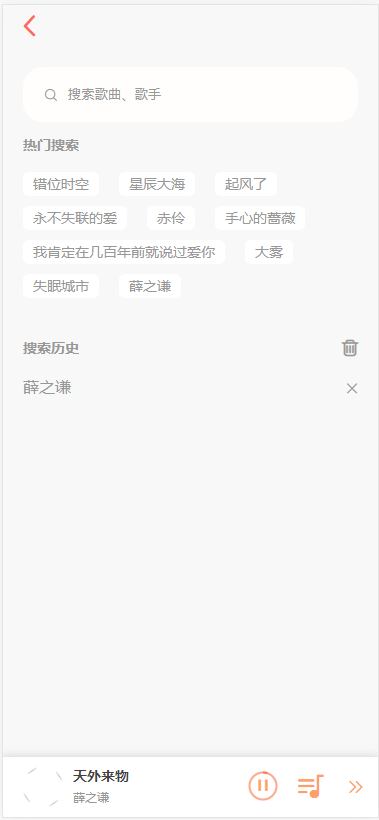 搜索歌曲、歌手
热门搜索
错位时空 星辰大海 起风了
永不失联的爱 赤伶 手心的蔷薇
我肯定在几百年前就说过爱你 大雾
失眠城市 薛之谦
搜索历史
薛之谦
天外来物
薛之谦